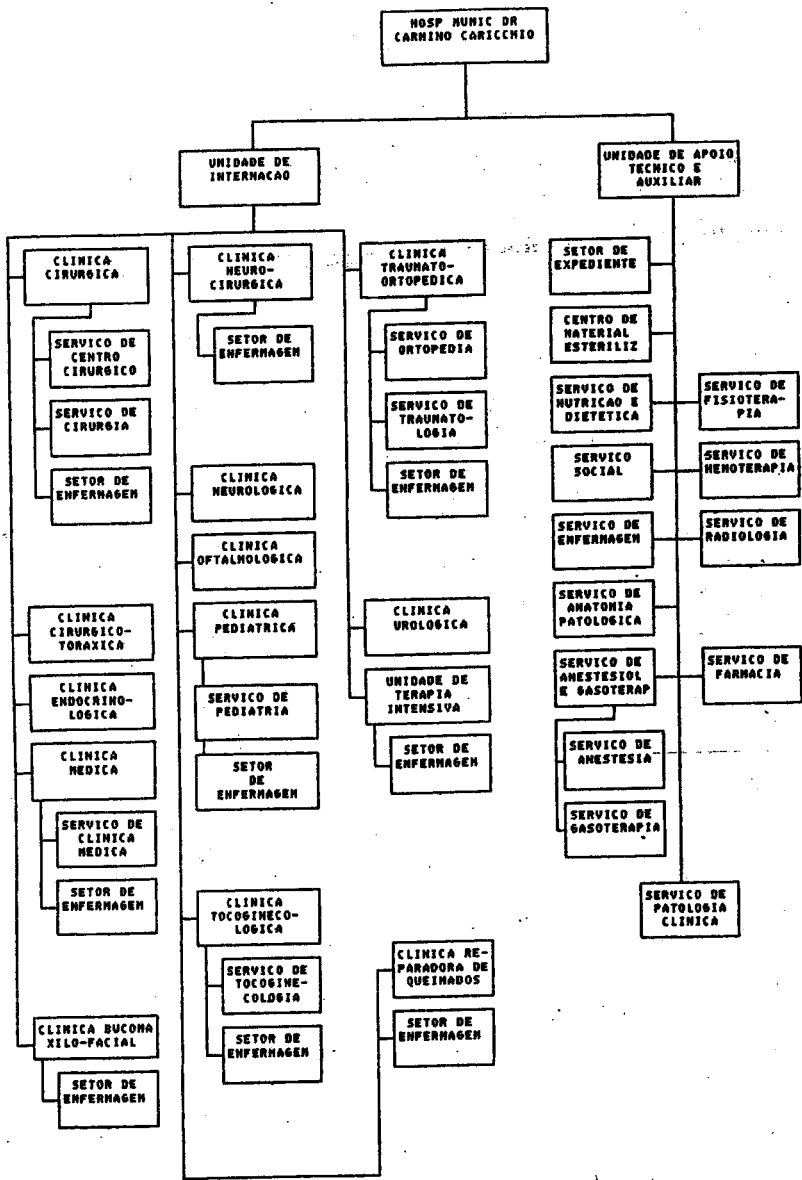 HOSP MUNIC DR
CARMINO CARICCHIO
UNIDADE DE
INTERNACAO
UNIDADE DE APOIO
TECNICO E
AUXILIAR
CLINICA
CIRURGICA
SERVICO DE
CENTRO
CIRURGICO
SERVICO DE
CIRURGIA
SETOR DE
ENFERMAGEM
CLINICA
CIRURGICO-
TORAXICA
CLINICA
ENDOCRINO-
LOGICA
CLINICA
MEDICA
SERVICO DE
CLINICA
MEDICA
SETOR DE
ENFERMAGEM
CLINICA BUCOMA
XILO-FACIAL
SETOR DE
ENFERMAGEM
CLINICA
NEURO-
CIRURGICA
SETOR DE
ENFERMAGEM
CLINICA
NEUROLOGICA
CLINICA
OFTALMOLOGICA
CLINICA
PEDIATRICA
SERVICO DE
PEDIATRIA
SETOR
DE
ENFERMAGEM
CLINICA
TOCOGINECO-
LOGICA
SERVICO DE
TOCOGINE-
COLOGIA
SETOR DE
ENFERMAGEM
CLINICA
TRAUMATO-
ORTOPEDICA
SERVICO DE
ORTOPEDIA
SERVICO DE
TRAUMATO-
LOGIA
SETOR DE
ENFERMAGEM
CLINICA
UROLOGICA
UNIDADE DE
TERAPIA
INTENSIVA
SETOR DE
ENFERMAGEM
CLINICA RE-
PARADORA DE
QUEIMADOS
SETOR DE
ENFERMAGEM
SETOR DE
EXPEDIENTE
CENTRO DE
MATERIAL
ESTERILIZ
SERVICO DE
NUTRICAO E
DIETETICA
SERVICO DE
FISIOTERA-
PIA
SERVICO
SOCIAL
SERVICO DE
HEMOTERAPIA
SERVICO DE
ENFERMAGEM
SERVICO DE
RADIOLOGIA
SERVICO DE
ANATOMIA
PATOLOGICA
SERVICO DE
ANESTESIOL
E GASOTERAP
SERVICO DE
FARMACIA
SERVICO DE
ANESTESIA
SERVICO DE
GASOTERAPIA
SERVICO DE
PATOLOGIA
CLINICA